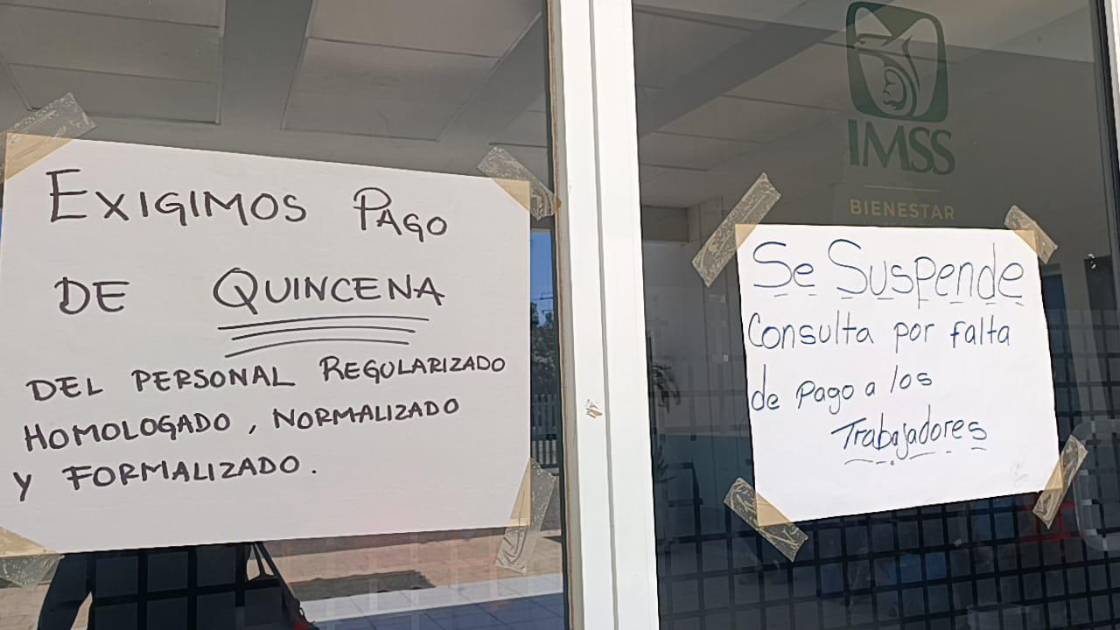 EXIGIMOS PAGO
DE QUINCENA
DEL PERSONAL REGULARIZADO
HOMOLOGADO, NORMALIZADO
Y FORMALIZADO.
IMSS
BIENESTAR
Se Suspende
Consulta por falta
de Pago a los
Trabajadores